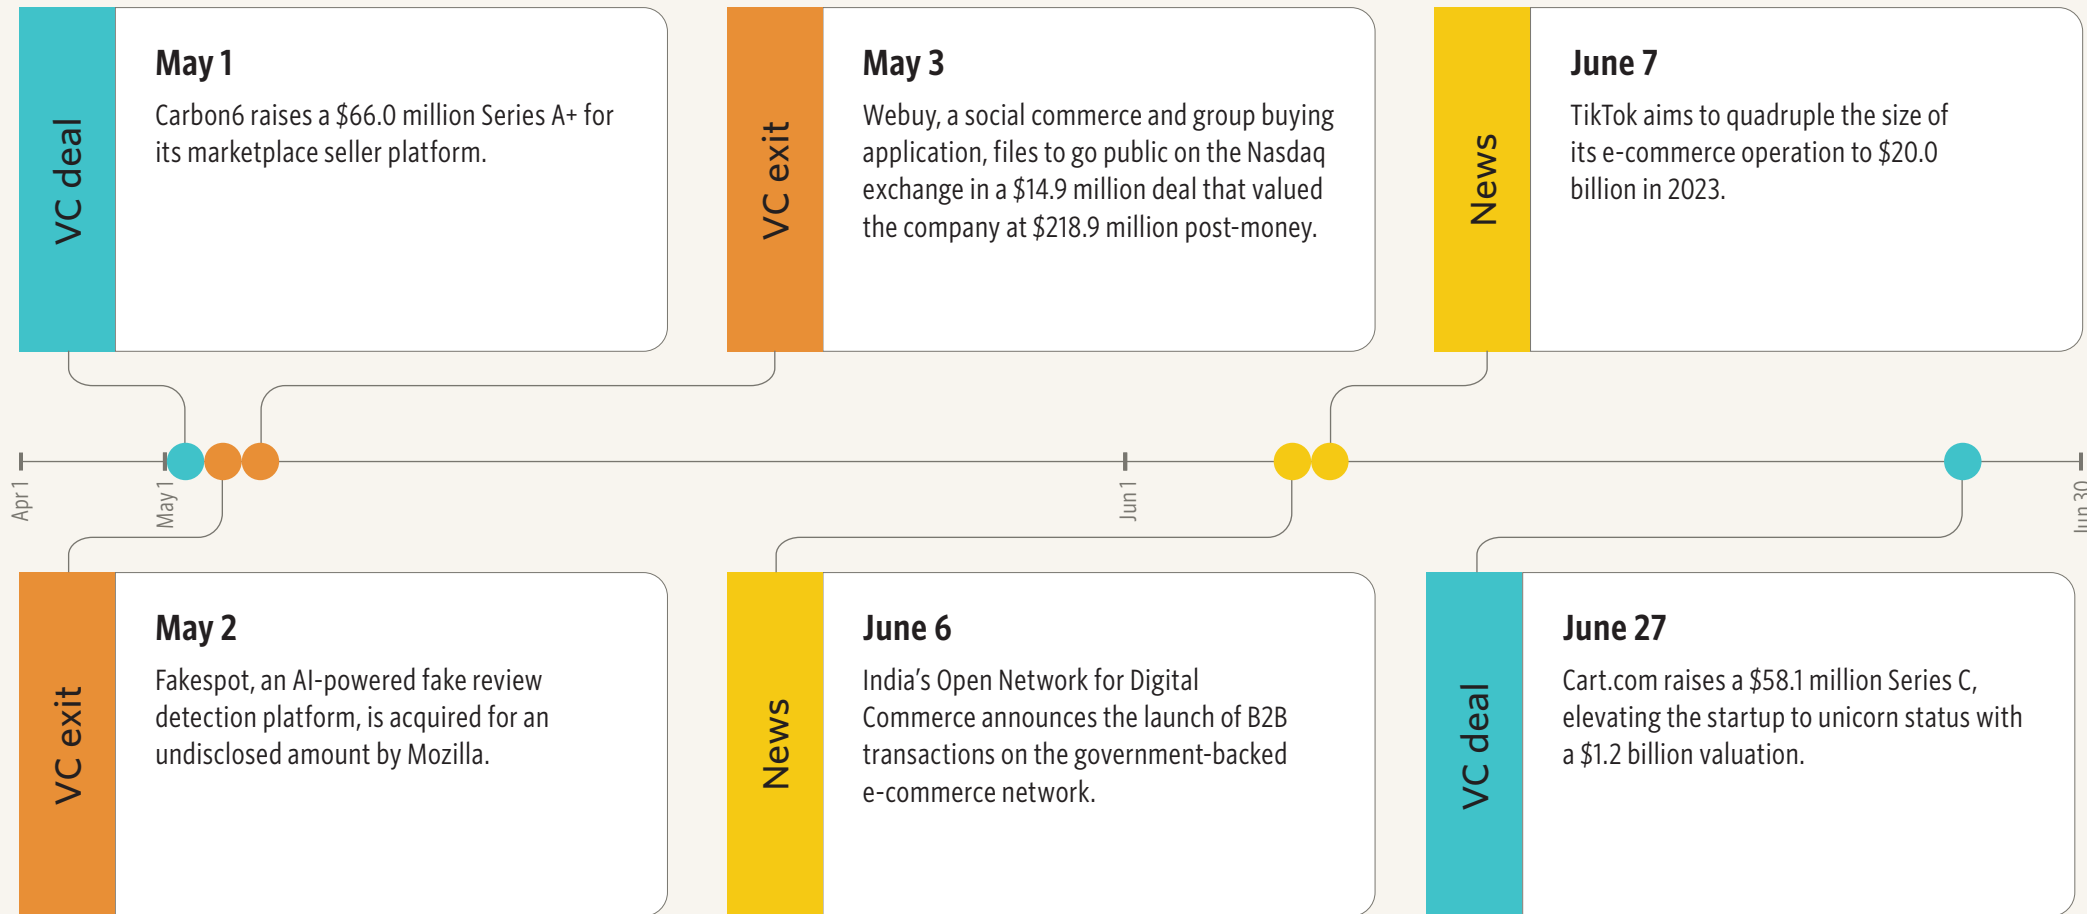 VC deal
May 1
Carbon6 raises a $66.0 million Series A+ for
its marketplace seller platform.
VC exit
May 3
Webuy, a social commerce and group buying
application, files to go public on the Nasdaq
exchange in a $14.9 million deal that valued
the company at $218.9 million post-money.
News
June 7
TikTok aims to quadruple the size of
its e-commerce operation to $20.0
billion in 2023.
Apr 1
May 1
Jun 1
Jun 30
VC exit
May 2
Fakespot, an AI-powered fake review
detection platform, is acquired for an
undisclosed amount by Mozilla.
News
June 6
India’s Open Network for Digital
Commerce announces the launch of B2B
transactions on the government-backed
e-commerce network.
VC deal
June 27
Cart.com raises a $58.1 million Series C,
elevating the startup to unicorn status with
a $1.2 billion valuation.